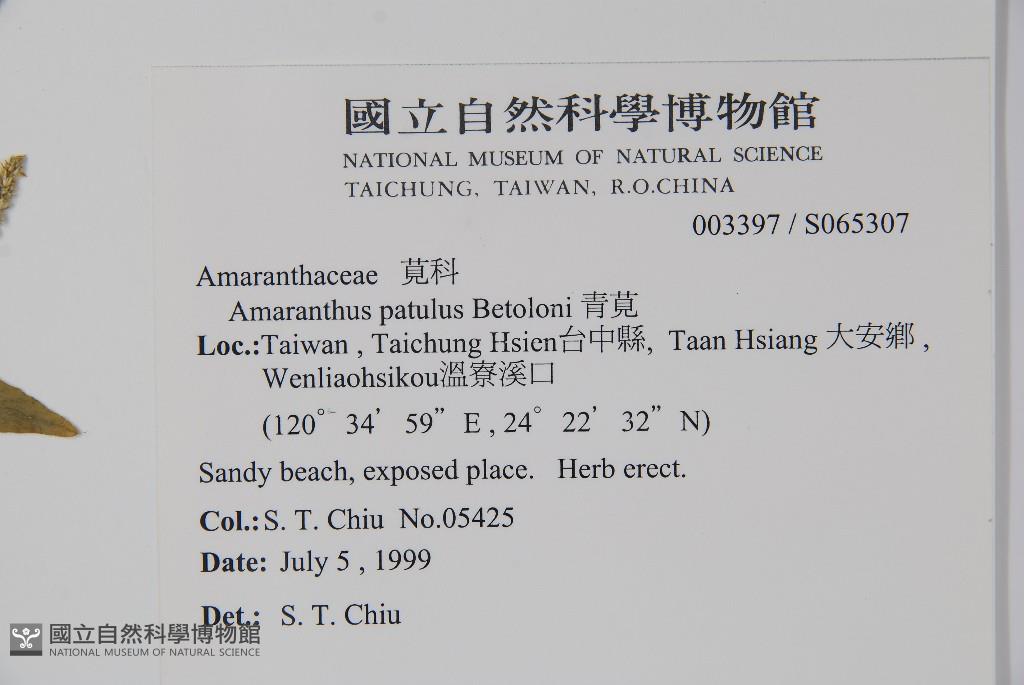 國立自然科學博物館
NATIONAL MUSEUM OF NATURAL SCIENCE
TAICHUNG, TAIWAN, R.O.CHINA
003397 / S065307
Amaranthaceae 莧科
Amaranthus patulus Betoloni 青莧
Loc.:Taiwan , Taichung Hsien台中縣, Taan Hsiang 大安鄉 ,
Wenliaohsikou溫寮溪口
(120° 34’ 59” E , 24° 22’ 32” N)
Sandy beach, exposed place. Herb erect.
Col.:S. T. Chiu No.05425
Date: July 5 , 1999
Det.: S. T. Chiu
國立自然科學博物館
NATIONAL MUSEUM OF NATURAL SCIENCE